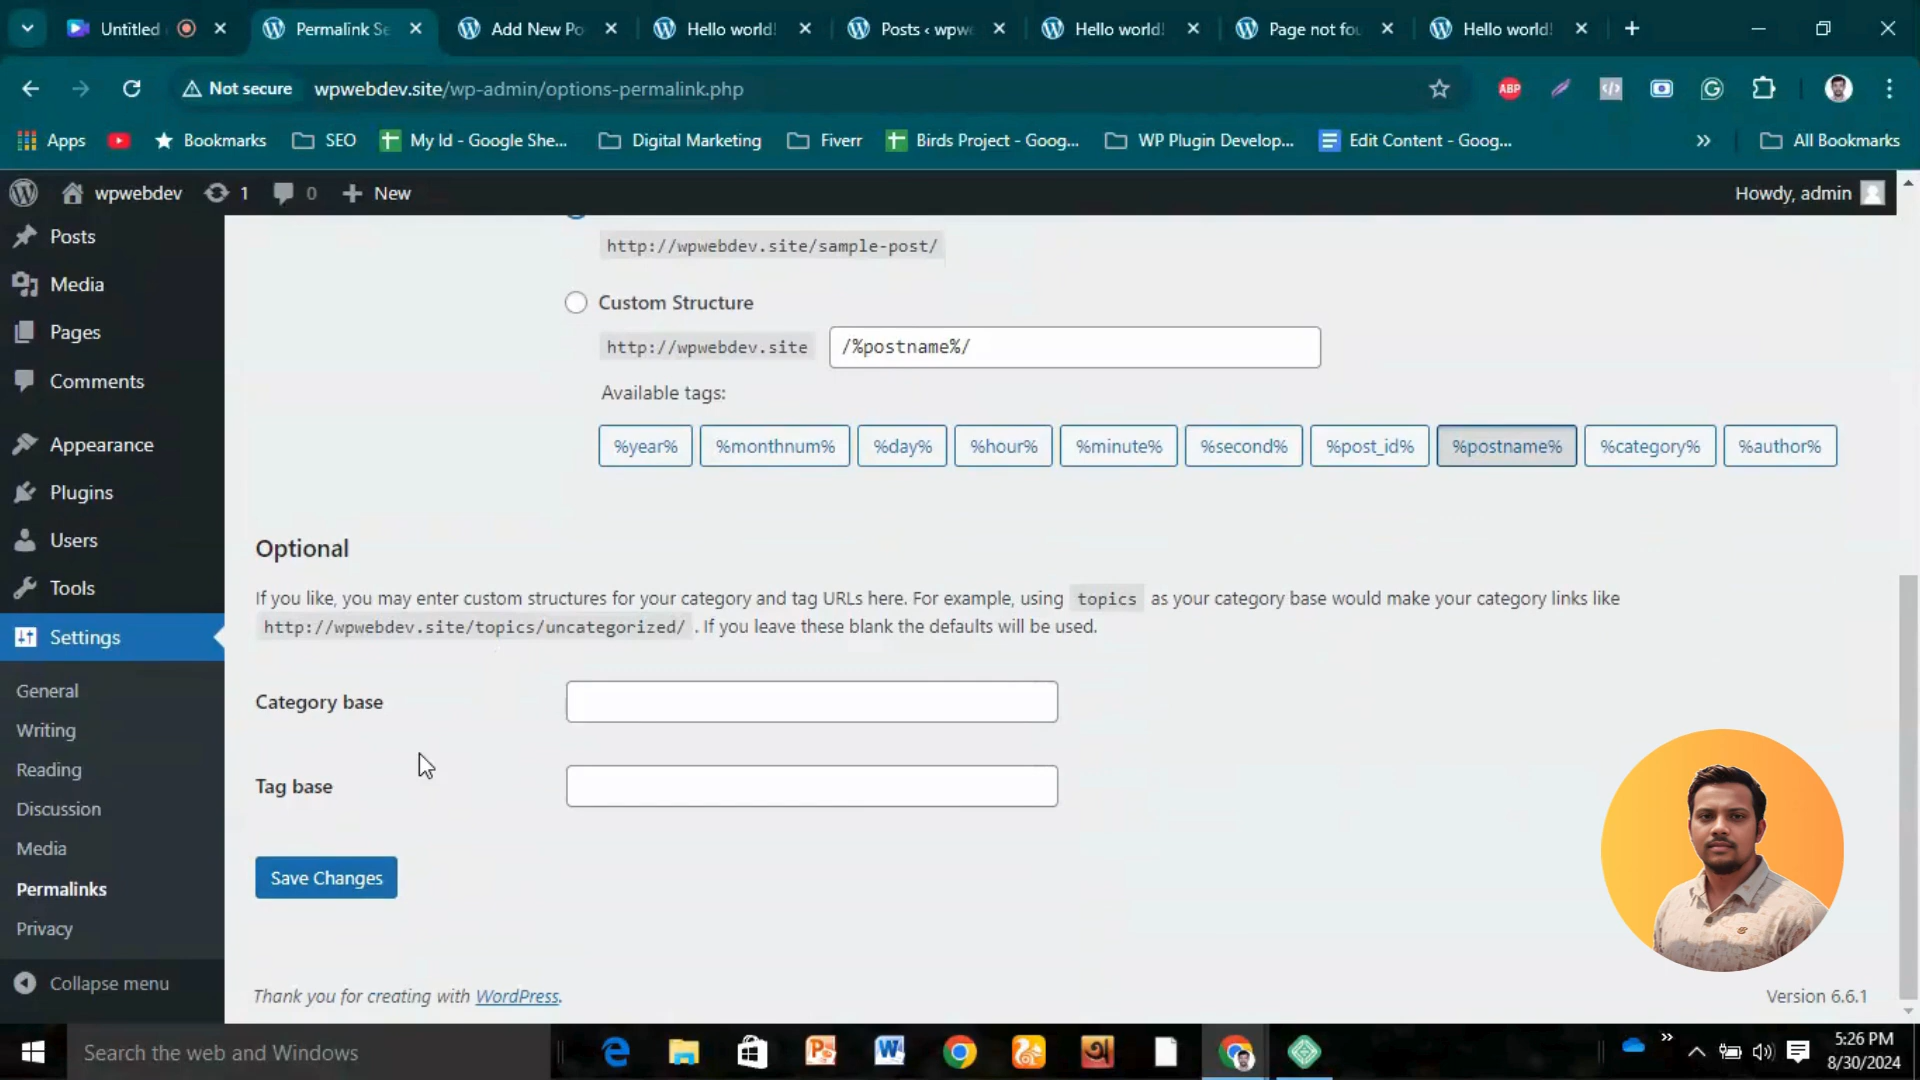 Untitled
Permalink Se
Add New Po
Hello world!
Posts ‹ wpwe
Hello world!
Page not fou
Hello world!
Not secure
wpwebdev.site/wp-admin/options-permalink.php
ABP
Apps
Bookmarks
SEO
My Id - Google She...
Digital Marketing
Fiverr
Birds Project - Goog...
WP Plugin Develop...
Edit Content - Goog...
»
All Bookmarks
wpwebdev
1
0
New
Howdy, admin
Posts
Media
Pages
Comments
Appearance
Plugins
Users
Tools
Settings
General
Writing
Reading
Discussion
Media
Permalinks
Privacy
Collapse menu
http://wpwebdev.site/sample-post/
Custom Structure
http://wpwebdev.site /%postname%/
Available tags:
%year% %monthnum% %day% %hour% %minute% %second% %post_id% %postname% %category% %author%
Optional
If you like, you may enter custom structures for your category and tag URLs here. For example, using topics as your category base would make your category links like
http://wpwebdev.site/topics/uncategorized/ . If you leave these blank the defaults will be used.
Category base
Tag base
Save Changes
Thank you for creating with WordPress.
Version 6.6.1
Search the web and Windows
5:26 PM
8/30/2024